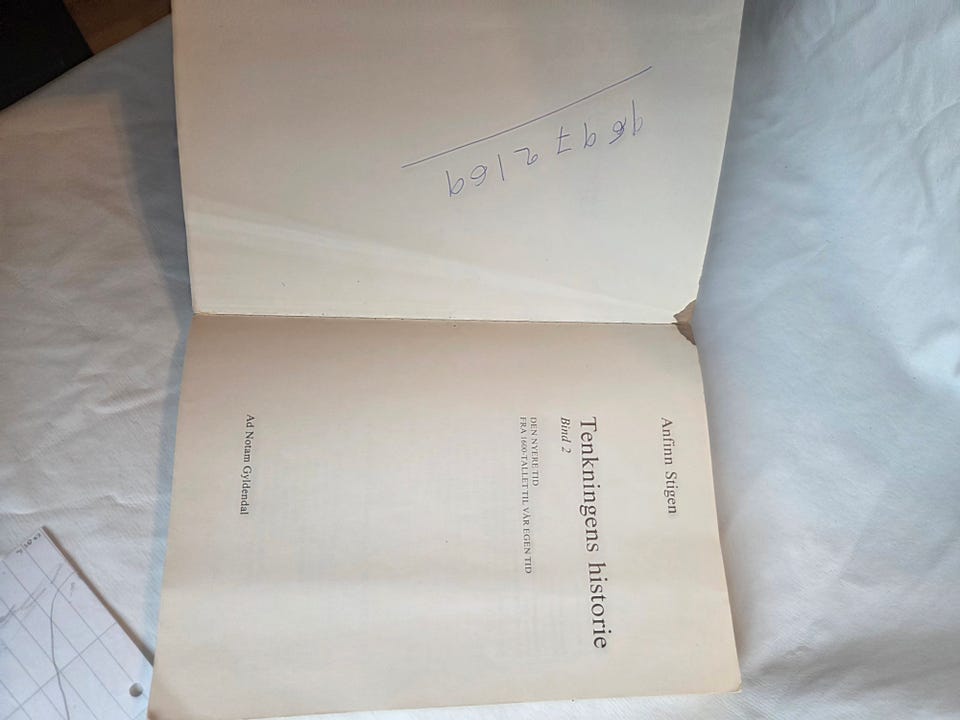 Anfinn Stigen
Tenkningens historie
Bind 2
DEN NYERE TID
FRA 1600-TALLET TIL VÅR EGEN TID
Ad Notam Gyldendal